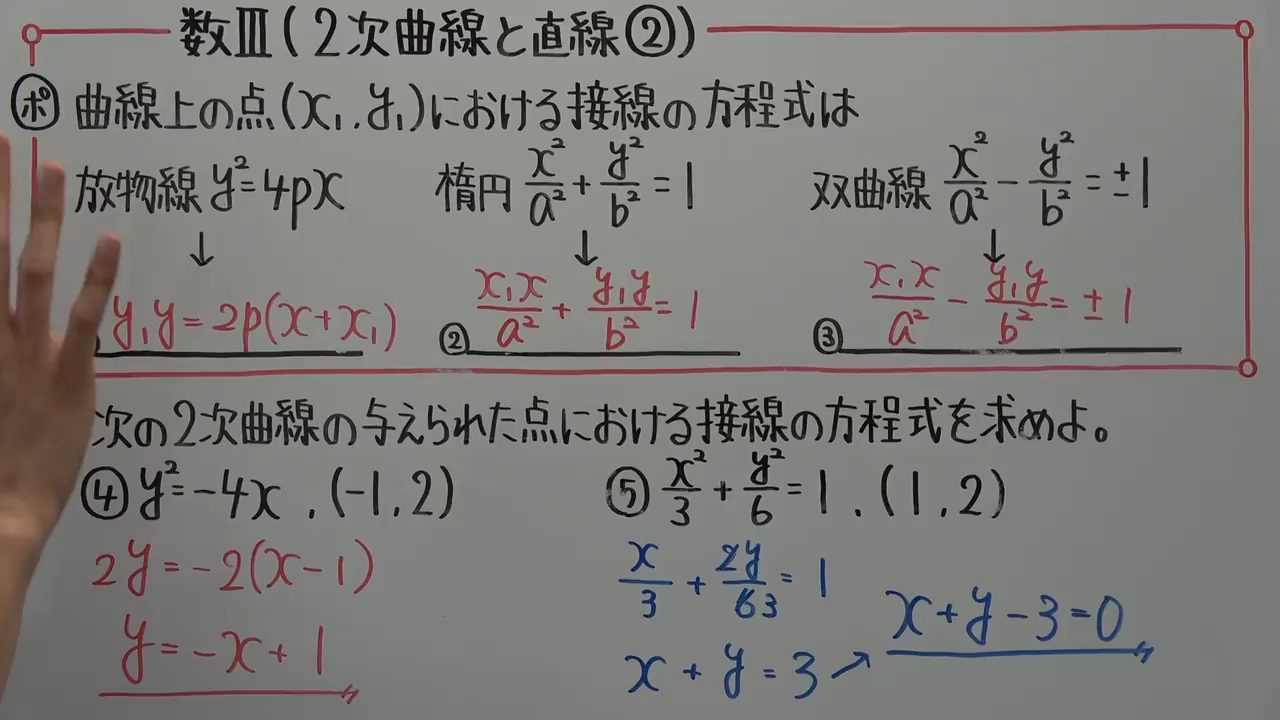 数Ⅲ(2次曲線と直線②)
ポ 曲線上の点(x₁, y₁)における接線の方程式は
放物線 y²=4px 楕円 x²/a² + y²/b² = 1 双曲線 x²/a² − y²/b² = ±1
↓ ↓ ↓
y₁y=2p(x+x₁) ② x₁x/a² + y₁y/b² = 1 ③ x₁x/a² − y₁y/b² = ±1
次の2次曲線の与えられた点における接線の方程式を求めよ。
④ y²=−4x , (−1, 2) ⑤ x²/3 + y²/6 = 1 , (1, 2)
2y=−2(x−1) x/3 + 2y/6 3 = 1
y=−x+1 x+y=3 ↗ x+y−3=0